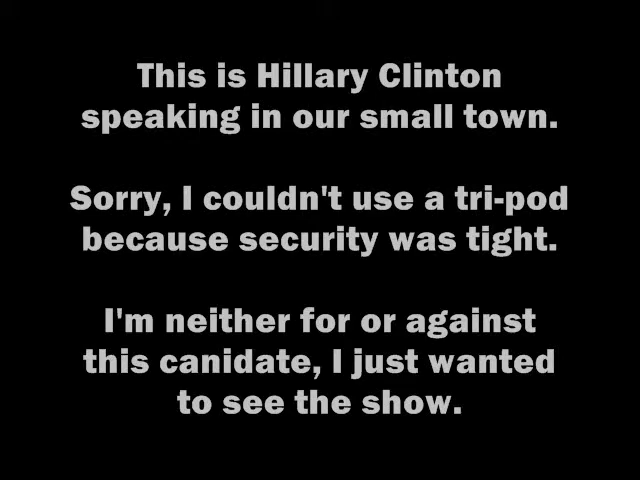 This is Hillary Clinton
speaking in our small town.
Sorry, I couldn't use a tri-pod
because security was tight.
I'm neither for or against
this canidate, I just wanted
to see the show.